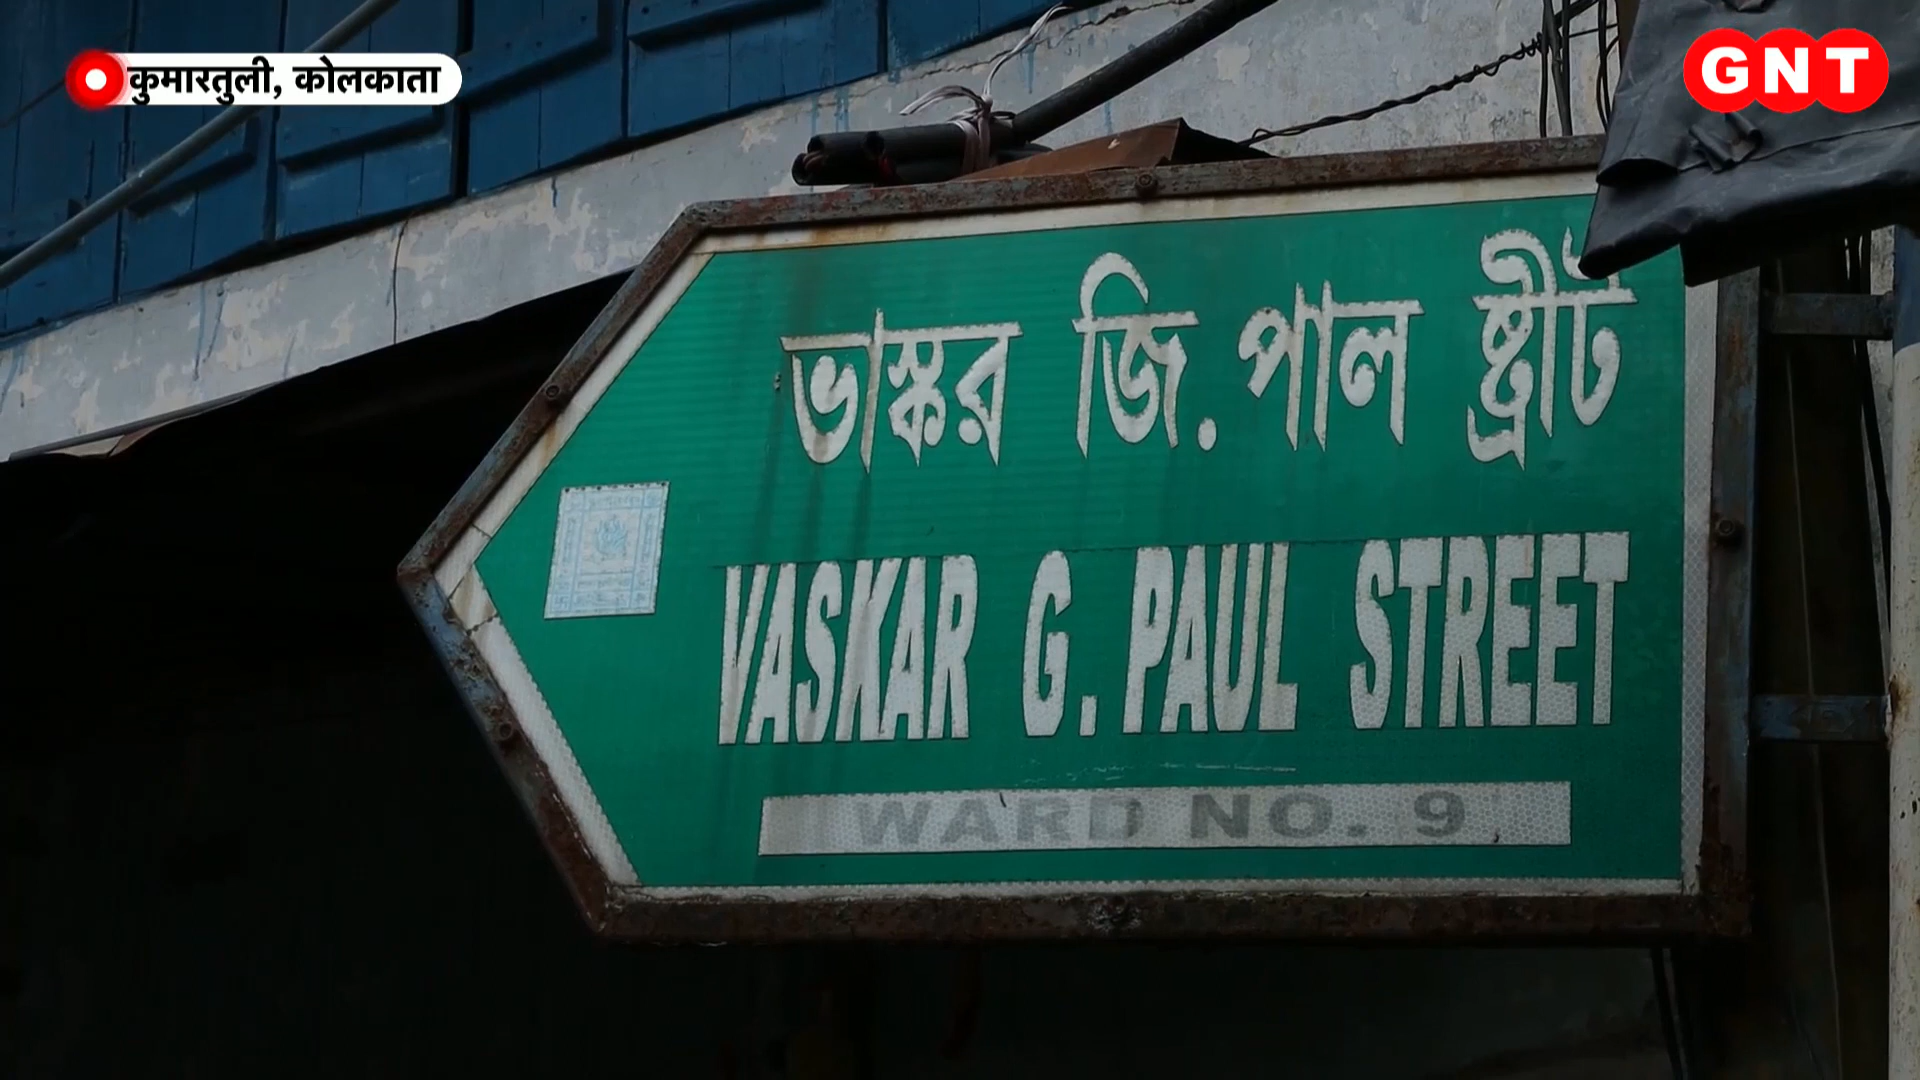 कुमारतुली, कोलकाता
GNT
ভাস্কর জি. পাল ষ্ট্রীট
VASKAR G. PAUL STREET
WARD NO. 9